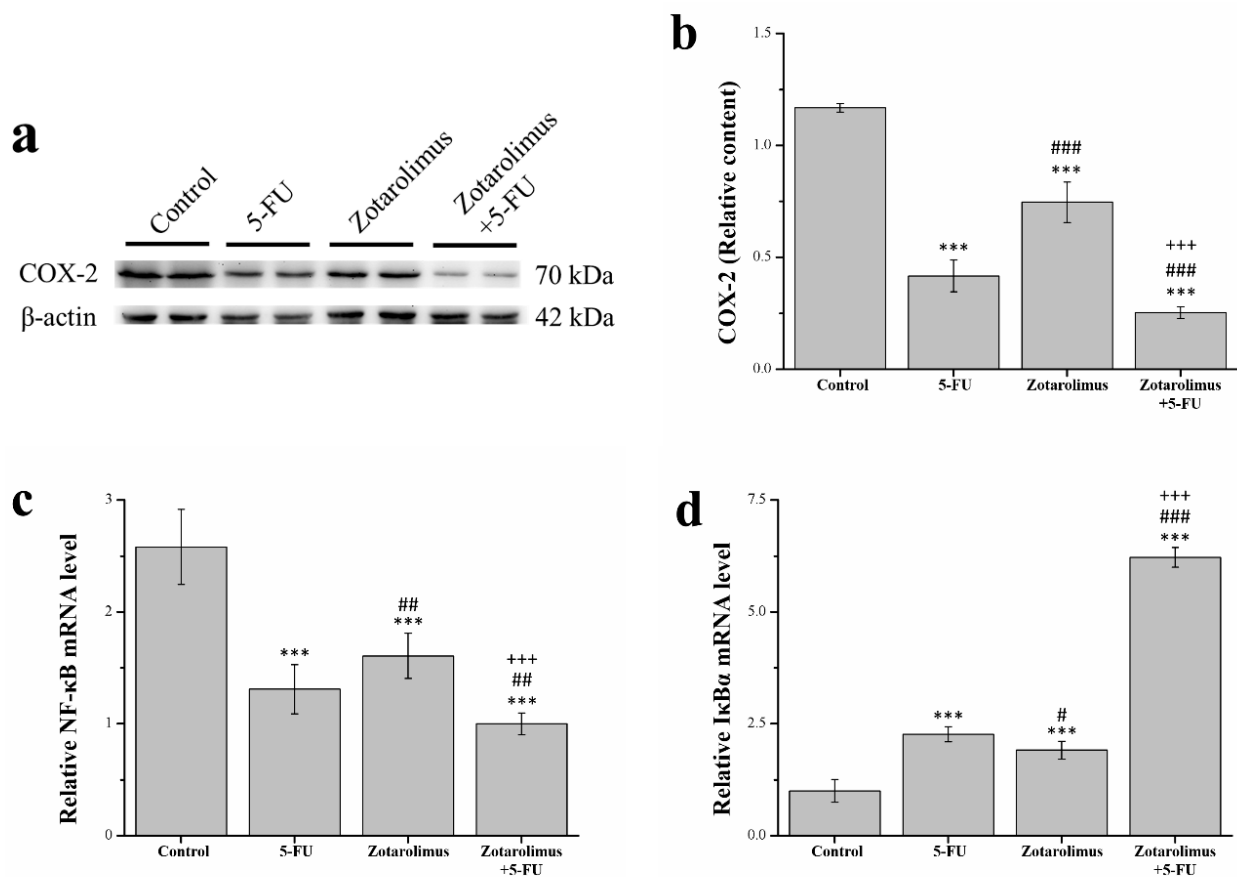 a
Control
5-FU
Zotarolimus
Zotarolimus
+5-FU
COX-2
70 kDa
β-actin
42 kDa
b
COX-2 (Relative content)
1.5
1.0
0.5
0.0
***
###
***
+++
###
***
Control
5-FU
Zotarolimus
Zotarolimus
+5-FU
c
Relative NF-κB mRNA level
3
2
1
0
***
##
***
+++
##
***
Control
5-FU
Zotarolimus
Zotarolimus
+5-FU
d
Relative IκBα mRNA level
7.5
5.0
2.5
0.0
***
#
***
+++
###
***
Control
5-FU
Zotarolimus
Zotarolimus
+5-FU